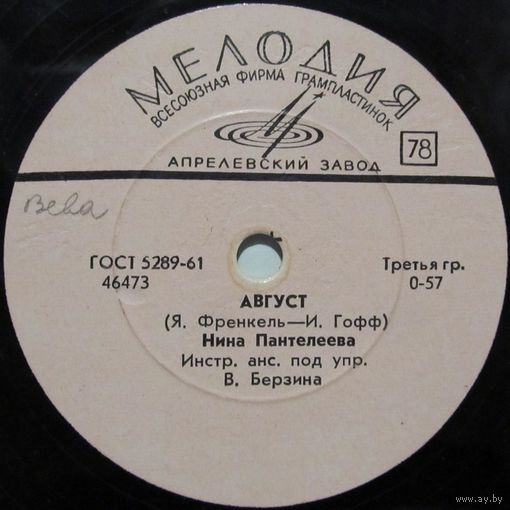 МЕЛОДИЯ
ВСЕСОЮЗНАЯ ФИРМА ГРАМПЛАСТИНОК
АПРЕЛЕВСКИЙ ЗАВОД
78
Вева
ГОСТ 5289-61
46473
Третья гр.
0-57
АВГУСТ
(Я. Френкель—И. Гофф)
Нина Пантелеева
Инстр. анс. под упр.
В. Берзина
www.ay.by